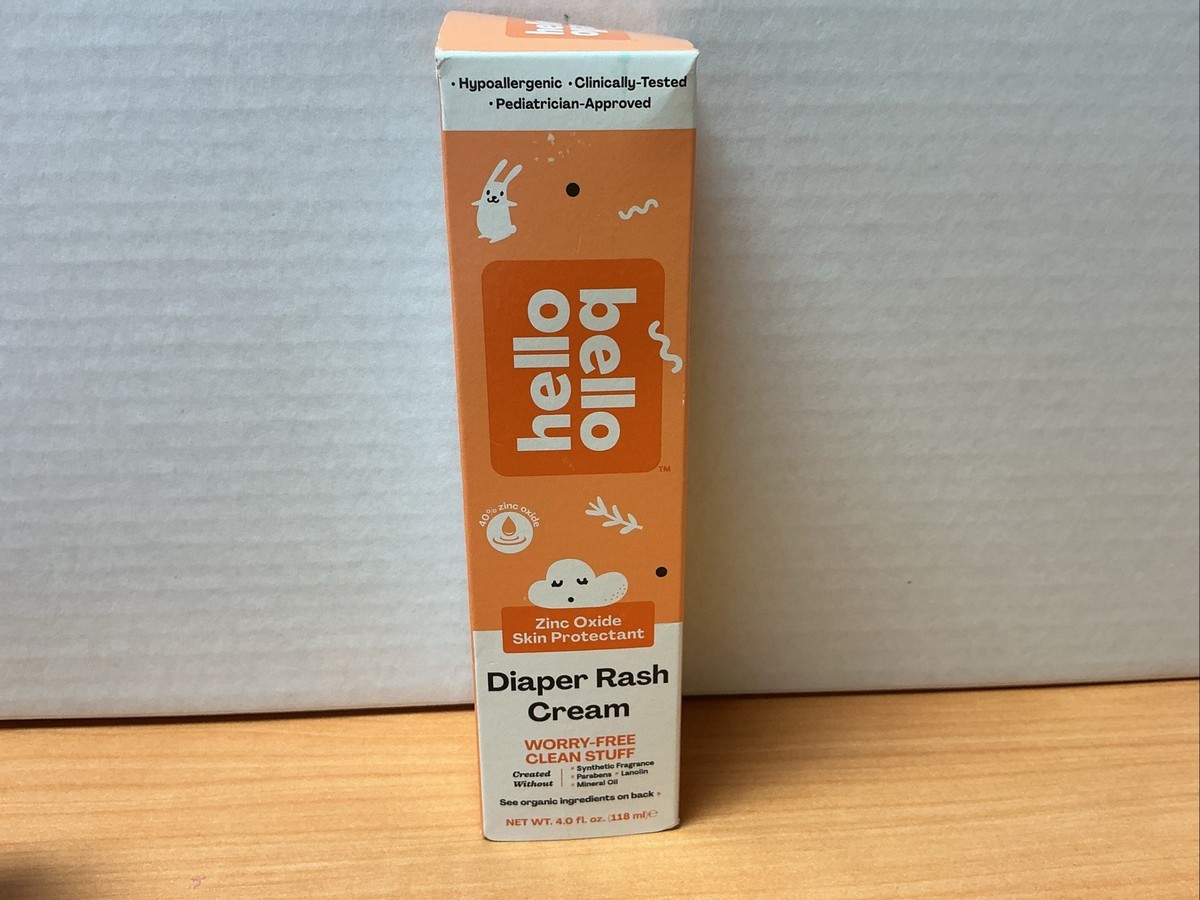 • Hypoallergenic • Clinically-Tested
• Pediatrician-Approved
hello
bello
TM
40% zinc oxide
Zinc Oxide
Skin Protectant
Diaper Rash
Cream
WORRY-FREE
CLEAN STUFF
Created
Without
• Synthetic Fragrance
• Parabens • Lanolin
• Mineral Oil
See organic ingredients on back
NET WT. 4.0 fl. oz. (118 ml)℮